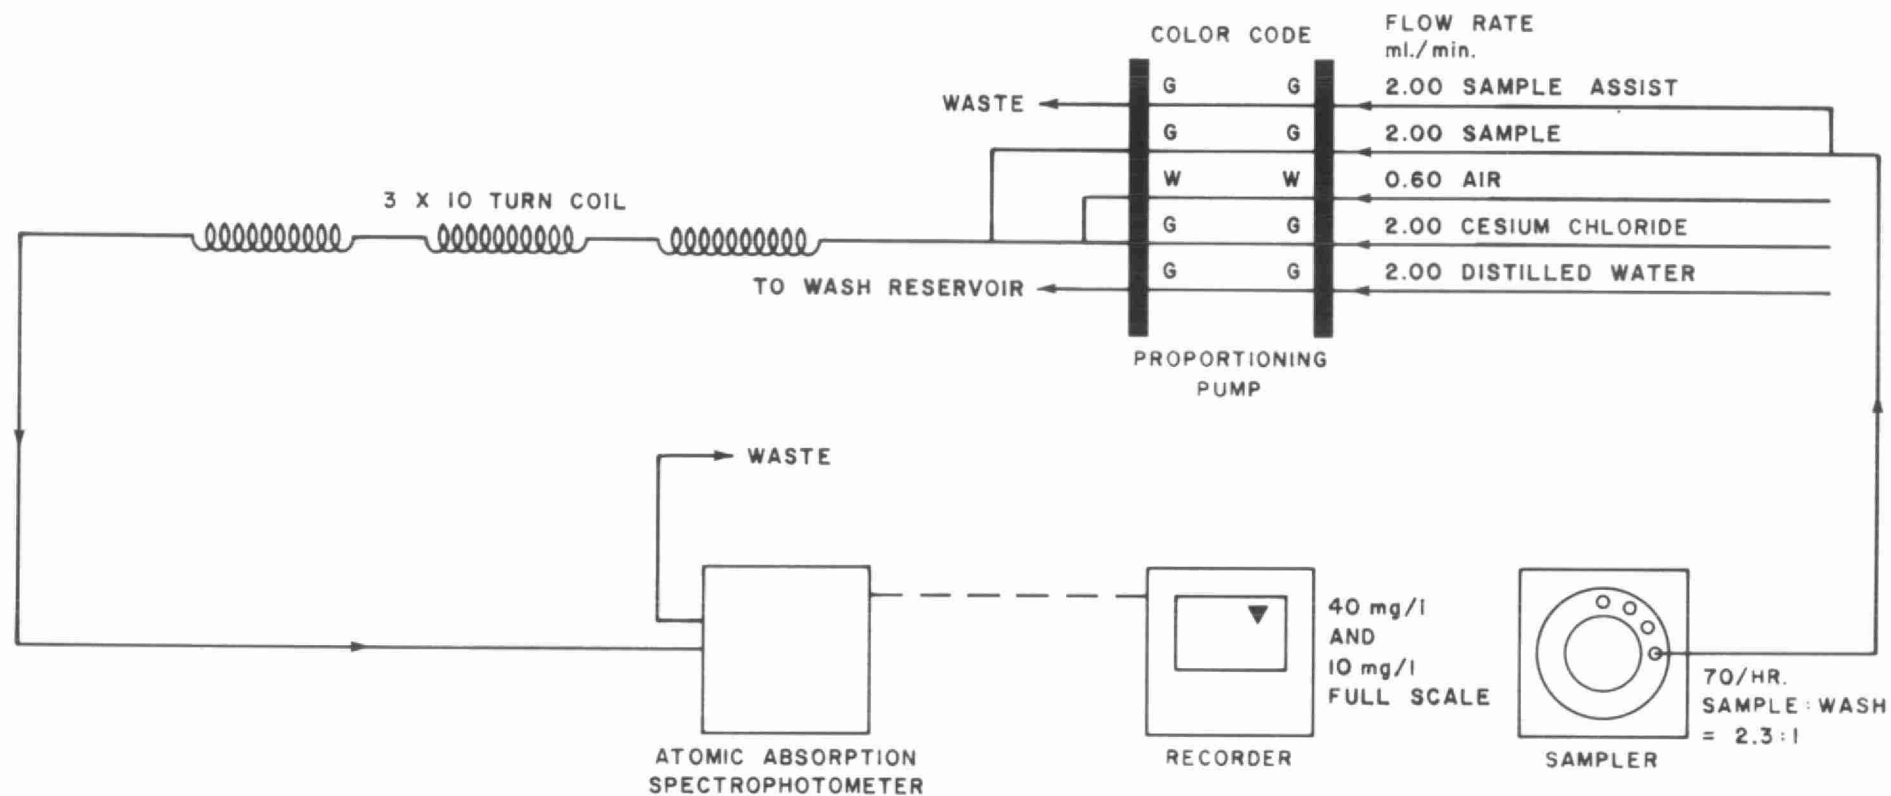 COLOR CODE
FLOW RATE
ml./min.
G G 2.00 SAMPLE ASSIST
WASTE
G G 2.00 SAMPLE
W W 0.60 AIR
3 X 10 TURN COIL
G G 2.00 CESIUM CHLORIDE
G G 2.00 DISTILLED WATER
TO WASH RESERVOIR
PROPORTIONING
PUMP
WASTE
40 mg/l
AND
10 mg/l
FULL SCALE
70/HR.
SAMPLE : WASH
= 2.3 : 1
ATOMIC ABSORPTION
SPECTROPHOTOMETER
RECORDER
SAMPLER